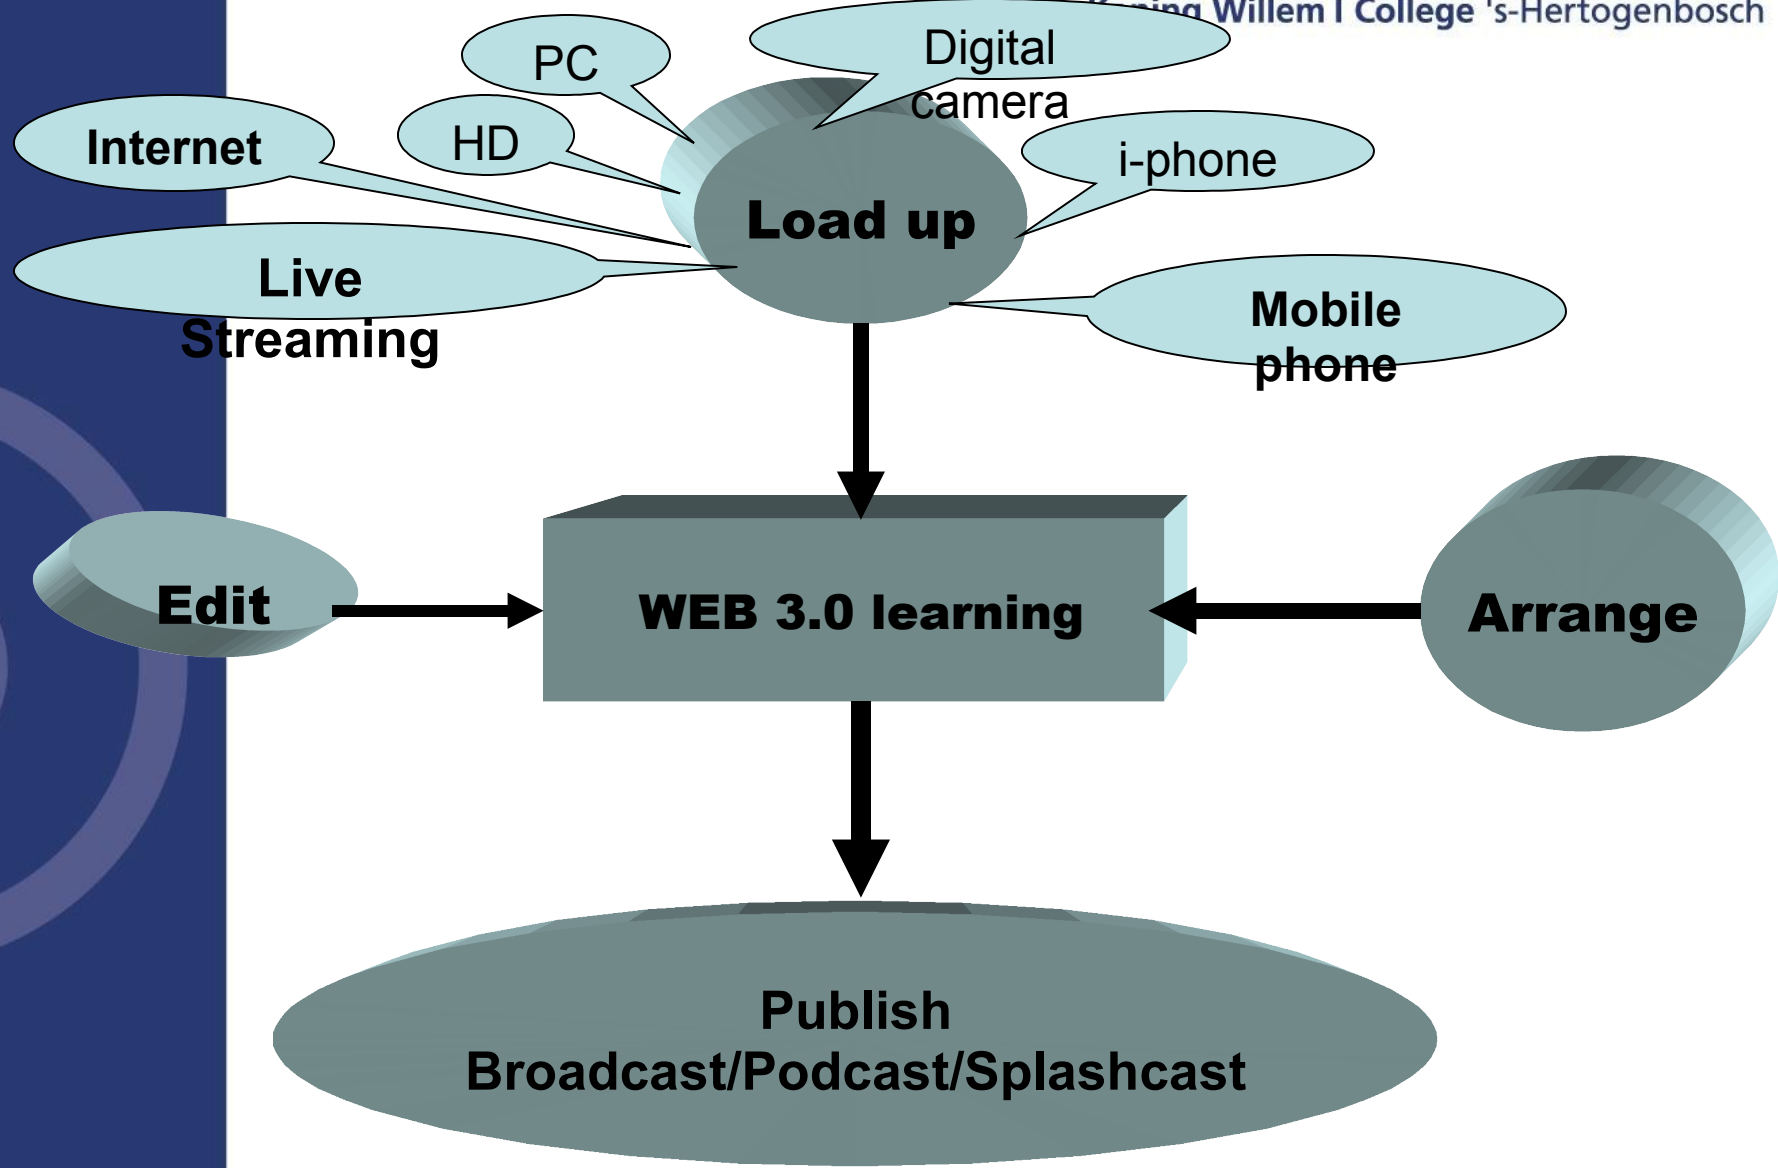 Willem I College 's-Hertogenbosch
PC
Digital
camera
Internet
HD
i-phone
Load up
Live
Streaming
Mobile
phone
Edit
WEB 3.0 learning
Arrange
Publish
Broadcast/Podcast/Splashcast